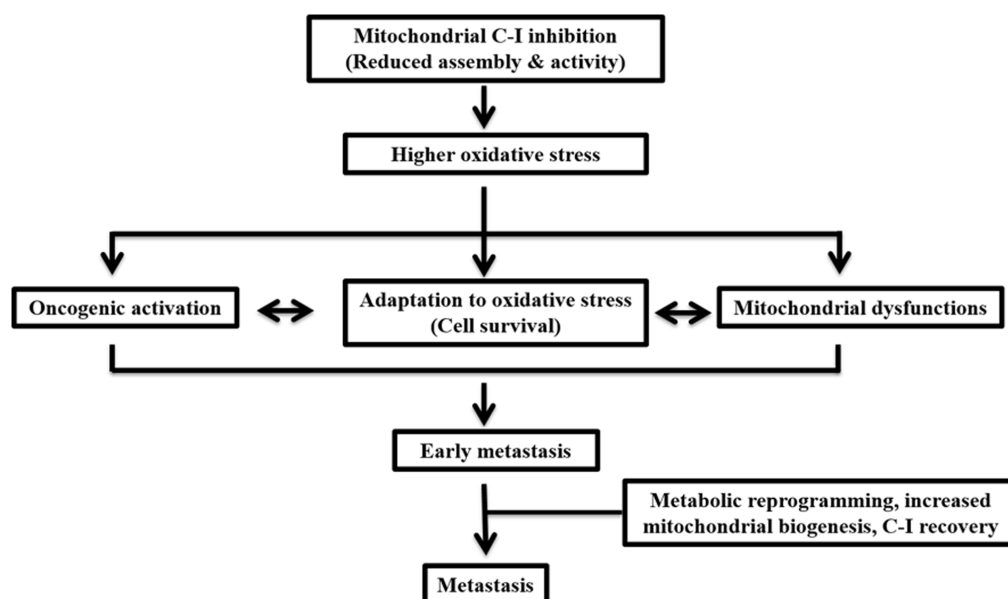 Mitochondrial C-I inhibition
(Reduced assembly & activity)
Higher oxidative stress
Oncogenic activation
Adaptation to oxidative stress
(Cell survival)
Mitochondrial dysfunctions
Early metastasis
Metabolic reprogramming, increased
mitochondrial biogenesis, C-I recovery
Metastasis